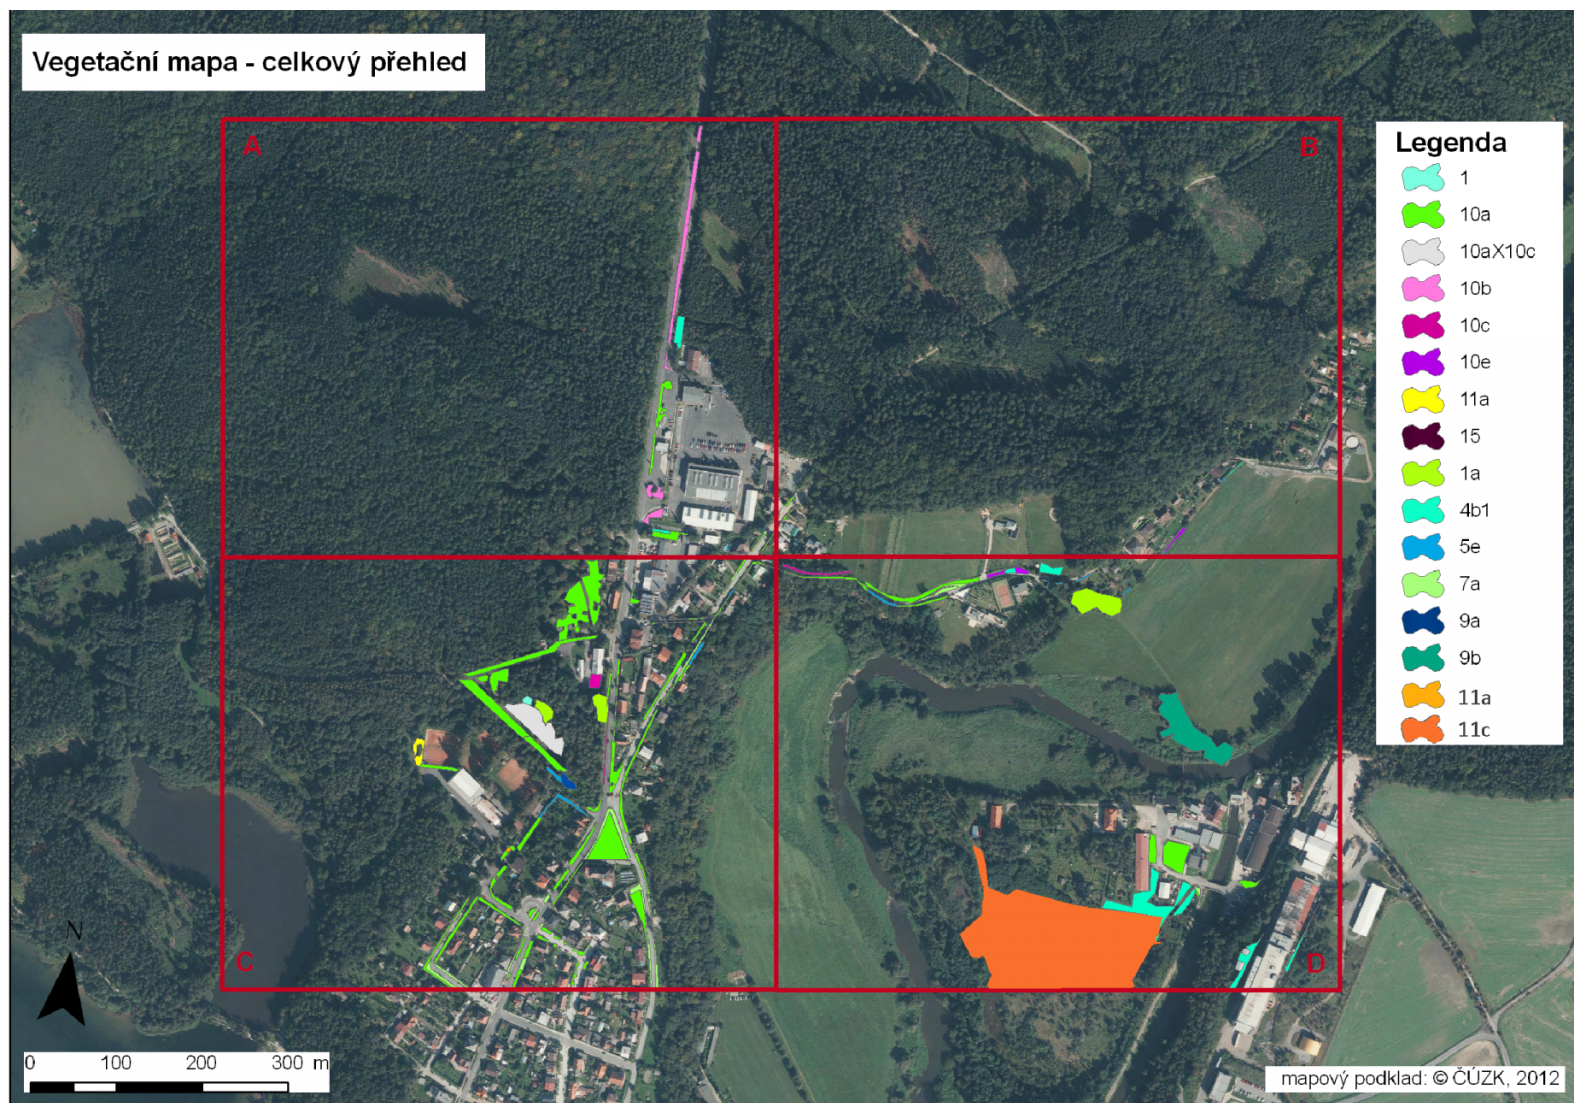 Vegetační mapa - celkový přehled
A
B
C
D
Legenda
1
10a
10aX10c
10b
10c
10e
11a
15
1a
4b1
5e
7a
9a
9b
11a
11c
N
0 100 200 300 m
mapový podklad: © ČÚZK, 2012